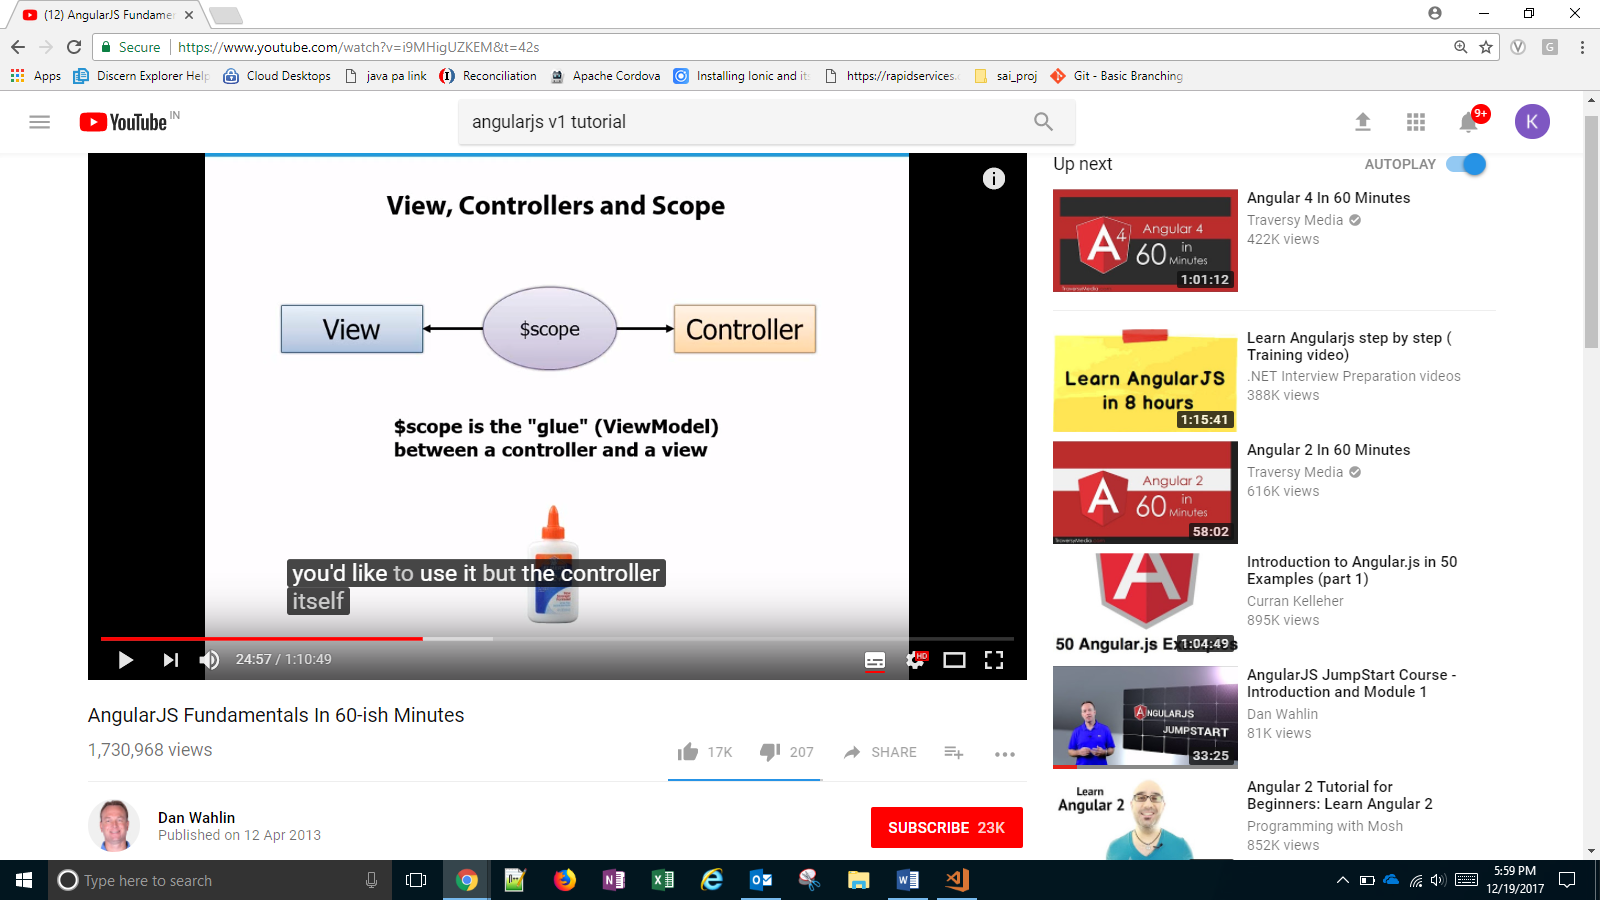 (12) AngularJS Fundamer
Secure
https://www.youtube.com/watch?v=i9MHigUZKEM&t=42s
Apps
Discern Explorer Help
Cloud Desktops
java pa link
Reconciliation
Apache Cordova
Installing Ionic and it
https://rapidservices.
sai_proj
Git - Basic Branching
YouTube IN
angularjs v1 tutorial
9+
K
View, Controllers and Scope
View
$scope
Controller
$scope is the "glue" (ViewModel)
between a controller and a view
you'd like to use it but the controller
itself
24:57 / 1:10:49
HD
AngularJS Fundamentals In 60-ish Minutes
1,730,968 views
17K
207
SHARE
Dan Wahlin
Published on 12 Apr 2013
SUBSCRIBE 23K
Up next
AUTOPLAY
A4
Angular 4
60 in Minutes
TraversyMedia
1:01:12
Angular 4 In 60 Minutes
Traversy Media
422K views
Learn AngularJS
in 8 hours
1:15:41
Learn Angularjs step by step (
Training video)
.NET Interview Preparation videos
388K views
A
Angular 2
60 in Minutes
58:02
Angular 2 In 60 Minutes
Traversy Media
616K views
A
50 Angular.js Examples
1:04:49
Introduction to Angular.js in 50
Examples (part 1)
Curran Kelleher
895K views
ANGULARJS
JUMPSTART
33:25
AngularJS JumpStart Course -
Introduction and Module 1
Dan Wahlin
81K views
Learn
Angular 2
Angular 2 Tutorial for
Beginners: Learn Angular 2
Programming with Mosh
852K views
Type here to search
5:59 PM
12/19/2017